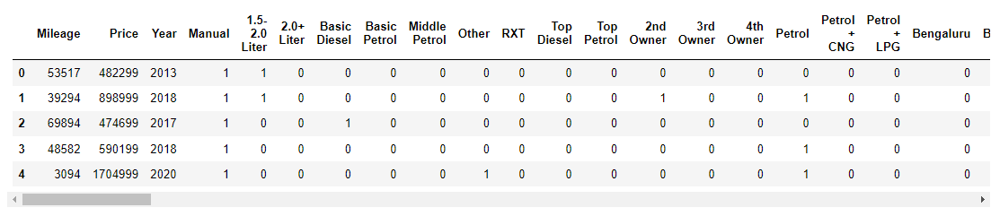 Mileage Price Year Manual 1.5-2.0 Liter 2.0+ Liter Basic Diesel Basic Petrol Middle Petrol Other RXT Top Diesel Top Petrol 2nd Owner 3rd Owner 4th Owner Petrol Petrol + CNG Petrol + LPG Bengaluru B
0 53517 482299 2013 1 1 0 0 0 0 0 0 0 0 0 0 0 0 0 0 0
1 39294 898999 2018 1 1 0 0 0 0 0 0 0 0 1 0 0 1 0 0 0
2 69894 474699 2017 1 0 0 1 0 0 0 0 0 0 0 0 0 0 0 0 0
3 48582 590199 2018 1 0 0 0 0 0 0 0 0 0 0 0 0 1 0 0 0
4 3094 1704999 2020 1 0 0 0 0 0 1 0 0 0 0 0 0 1 0 0 0